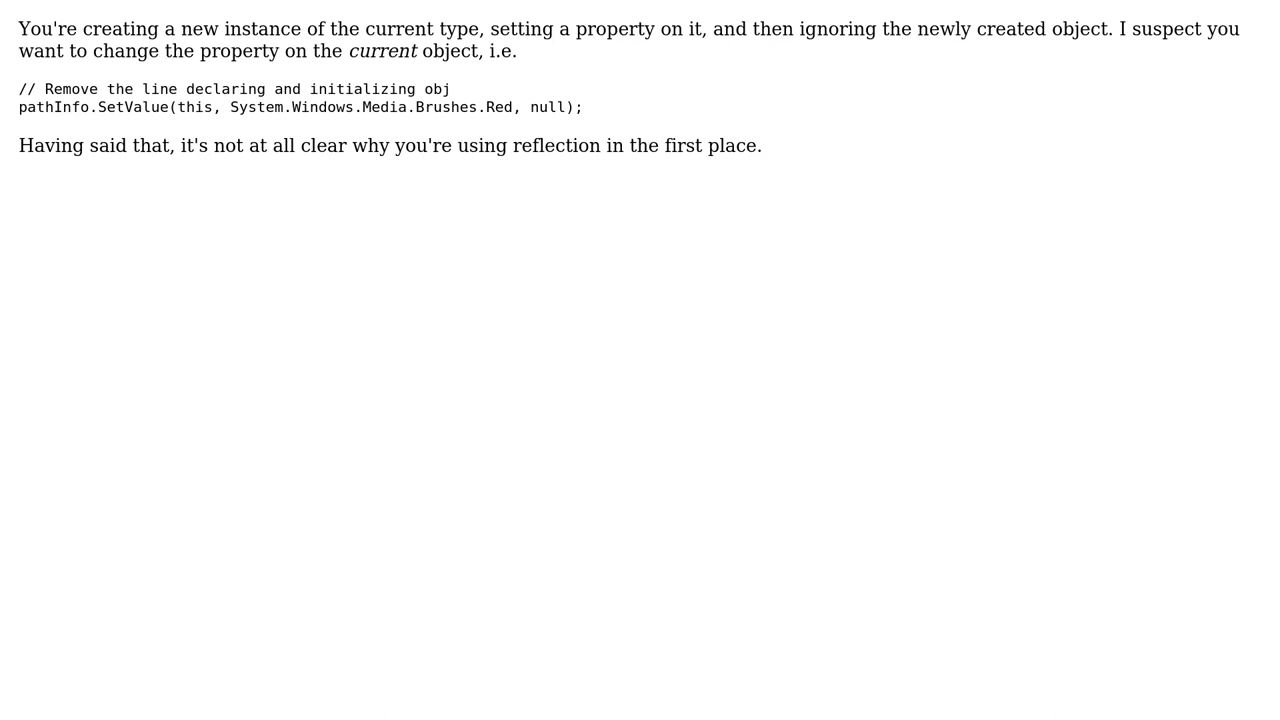 You're creating a new instance of the current type, setting a property on it, and then ignoring the newly created object. I suspect you
want to change the property on the current object, i.e.
// Remove the line declaring and initializing obj
pathInfo.SetValue(this, System.Windows.Media.Brushes.Red, null);
Having said that, it's not at all clear why you're using reflection in the first place.